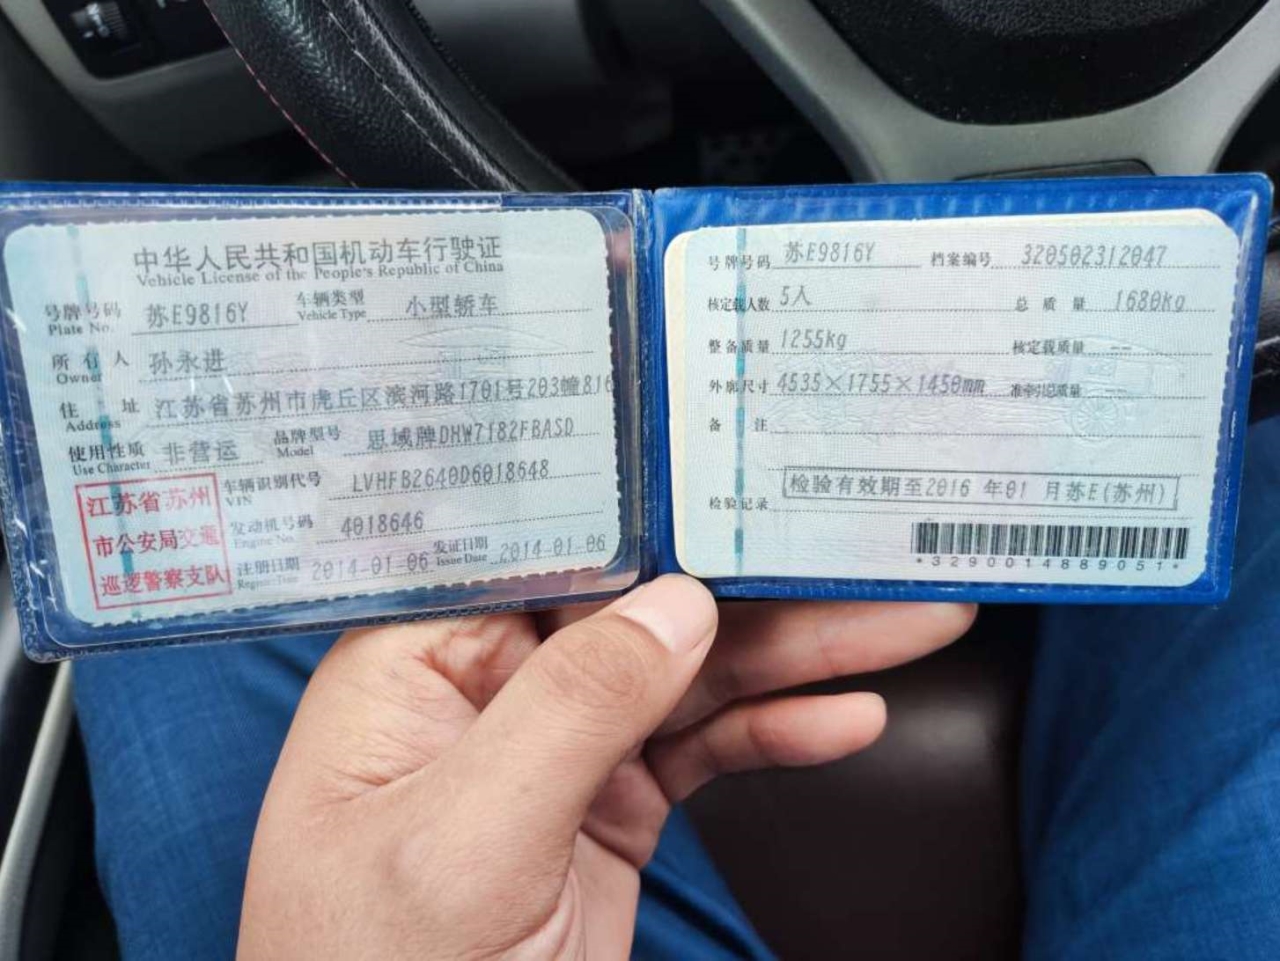 中华人民共和国机动车行驶证
Vehicle License of the People's Republic of China
号牌号码 苏E9816Y 车辆类型 小型轿车
Plate No. Vehicle Type
所有人 孙永进
Owner
住址 江苏省苏州市虎丘区滨河路1701号203幢816
Address
使用性质 非营运 品牌型号 思域牌DHW7182FBASD
Use Character Model
江苏省苏州
市公安局交通
巡逻警察支队
车辆识别代号 LVHFB2640D6018648
VIN
发动机号码 4018646
Engine No.
注册日期 2014-01-06 发证日期 2014-01-06
Register Date Issue Date
号牌号码 苏E9816Y 档案编号 320502312047
核定载人数 5人 总质量 1680kg
整备质量 1255kg 核定载质量 --
外廓尺寸 4535×1755×1450mm 准牵引总质量 --
备注
检验记录 检验有效期至2016 年01 月苏E(苏州)
*3290014889051*